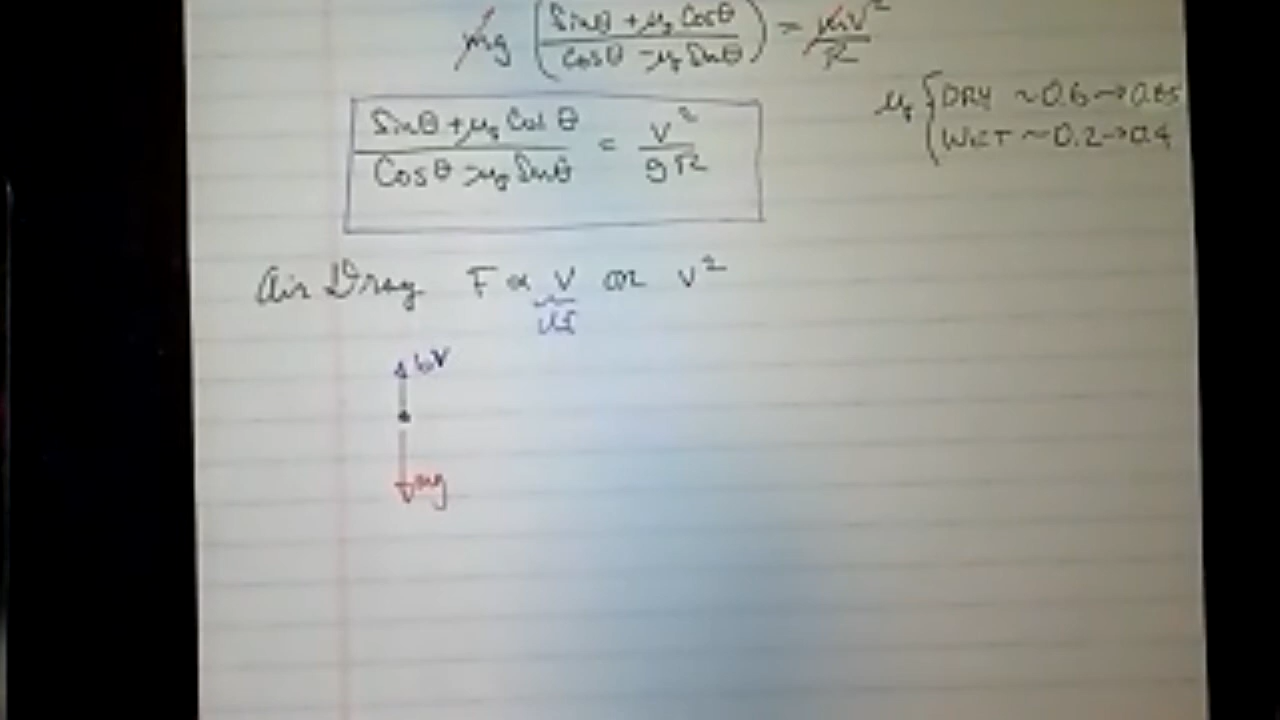 mg (Sinθ + μs Cosθ / Cosθ - μs Sinθ) = mv² / R
μs { DRY ~ 0.6 → 0.85
WET ~ 0.2 → 0.4
Sinθ + μs Cosθ / Cosθ - μs Sinθ = v² / gR
Air Drag F ∝ V or v²
us
bv
mg